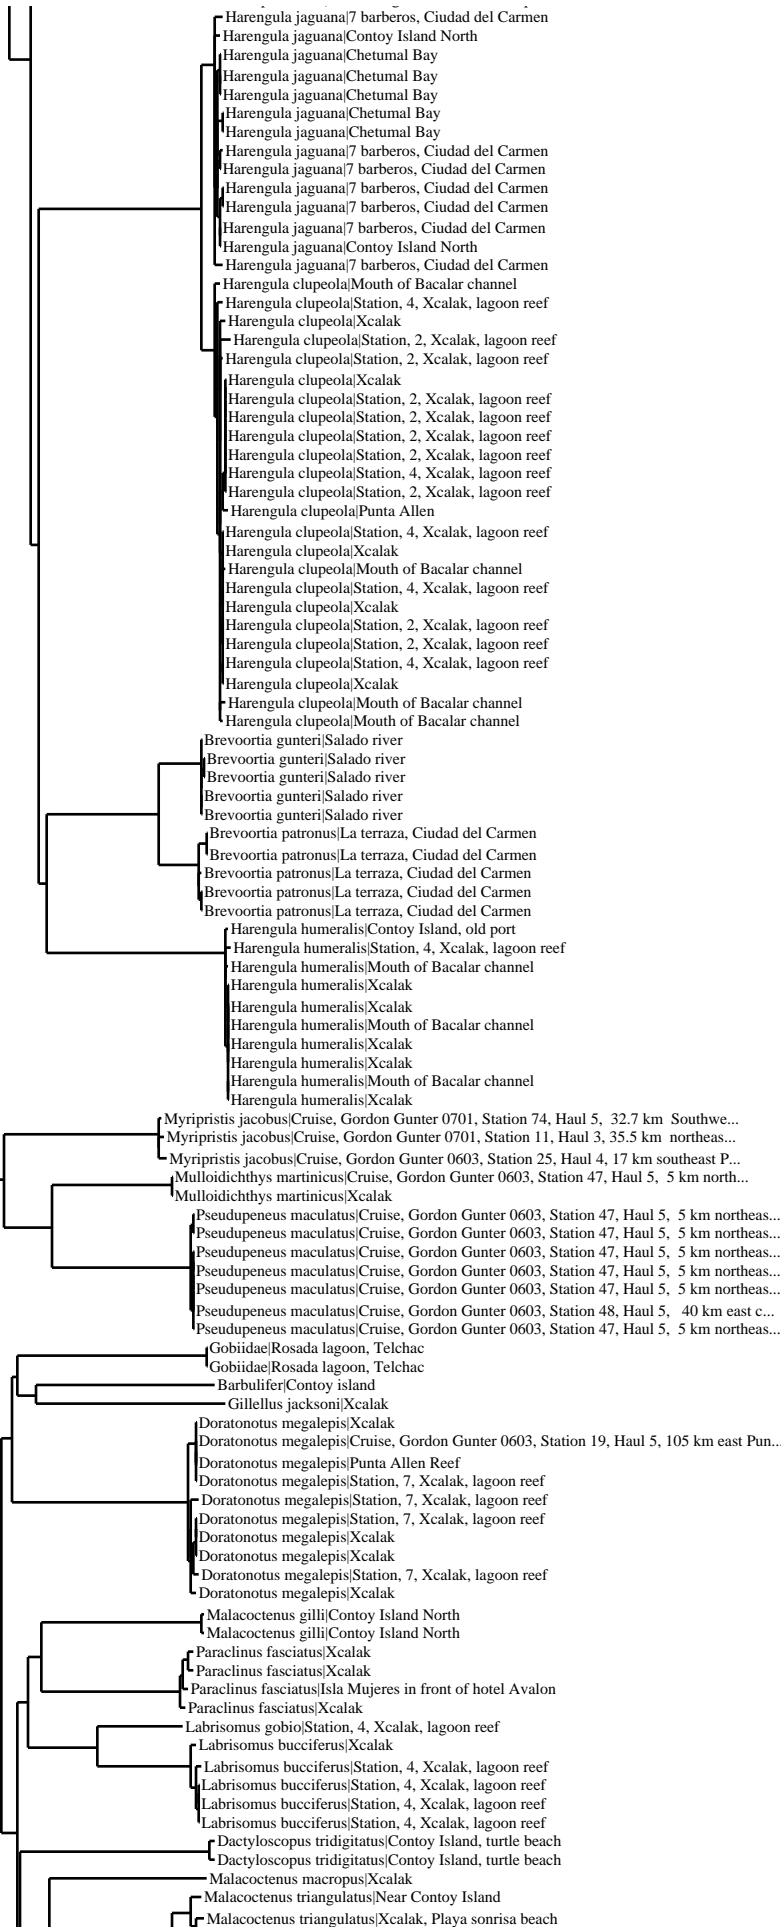 Harengula jaguana|7 barberos, Ciudad del Carmen
Harengula jaguana|Contoy Island North
Harengula jaguana|Chetumal Bay
Harengula jaguana|Chetumal Bay
Harengula jaguana|Chetumal Bay
Harengula jaguana|Chetumal Bay
Harengula jaguana|Chetumal Bay
Harengula jaguana|7 barberos, Ciudad del Carmen
Harengula jaguana|7 barberos, Ciudad del Carmen
Harengula jaguana|7 barberos, Ciudad del Carmen
Harengula jaguana|7 barberos, Ciudad del Carmen
Harengula jaguana|7 barberos, Ciudad del Carmen
Harengula jaguana|Contoy Island North
Harengula jaguana|7 barberos, Ciudad del Carmen
Harengula clupeola|Mouth of Bacalar channel
Harengula clupeola|Station, 4, Xcalak, lagoon reef
Harengula clupeola|Xcalak
Harengula clupeola|Station, 2, Xcalak, lagoon reef
Harengula clupeola|Station, 2, Xcalak, lagoon reef
Harengula clupeola|Xcalak
Harengula clupeola|Station, 2, Xcalak, lagoon reef
Harengula clupeola|Station, 2, Xcalak, lagoon reef
Harengula clupeola|Station, 2, Xcalak, lagoon reef
Harengula clupeola|Station, 2, Xcalak, lagoon reef
Harengula clupeola|Station, 4, Xcalak, lagoon reef
Harengula clupeola|Station, 2, Xcalak, lagoon reef
Harengula clupeola|Punta Allen
Harengula clupeola|Station, 4, Xcalak, lagoon reef
Harengula clupeola|Xcalak
Harengula clupeola|Mouth of Bacalar channel
Harengula clupeola|Station, 4, Xcalak, lagoon reef
Harengula clupeola|Xcalak
Harengula clupeola|Station, 2, Xcalak, lagoon reef
Harengula clupeola|Station, 2, Xcalak, lagoon reef
Harengula clupeola|Station, 4, Xcalak, lagoon reef
Harengula clupeola|Xcalak
Harengula clupeola|Mouth of Bacalar channel
Harengula clupeola|Mouth of Bacalar channel
Brevoortia gunteri|Salado river
Brevoortia gunteri|Salado river
Brevoortia gunteri|Salado river
Brevoortia gunteri|Salado river
Brevoortia gunteri|Salado river
Brevoortia patronus|La terraza, Ciudad del Carmen
Brevoortia patronus|La terraza, Ciudad del Carmen
Brevoortia patronus|La terraza, Ciudad del Carmen
Brevoortia patronus|La terraza, Ciudad del Carmen
Brevoortia patronus|La terraza, Ciudad del Carmen
Harengula humeralis|Contoy Island, old port
Harengula humeralis|Station, 4, Xcalak, lagoon reef
Harengula humeralis|Mouth of Bacalar channel
Harengula humeralis|Xcalak
Harengula humeralis|Xcalak
Harengula humeralis|Mouth of Bacalar channel
Harengula humeralis|Xcalak
Harengula humeralis|Xcalak
Harengula humeralis|Mouth of Bacalar channel
Harengula humeralis|Xcalak
Myripristis jacobus|Cruise, Gordon Gunter 0701, Station 74, Haul 5,  32.7 km  Southwe...
Myripristis jacobus|Cruise, Gordon Gunter 0701, Station 11, Haul 3, 35.5 km  northeas...
Myripristis jacobus|Cruise, Gordon Gunter 0603, Station 25, Haul 4, 17 km southeast P...
Mulloidichthys martinicus|Cruise, Gordon Gunter 0603, Station 47, Haul 5,  5 km north...
Mulloidichthys martinicus|Xcalak
Pseudupeneus maculatus|Cruise, Gordon Gunter 0603, Station 47, Haul 5,  5 km northeas...
Pseudupeneus maculatus|Cruise, Gordon Gunter 0603, Station 47, Haul 5,  5 km northeas...
Pseudupeneus maculatus|Cruise, Gordon Gunter 0603, Station 47, Haul 5,  5 km northeas...
Pseudupeneus maculatus|Cruise, Gordon Gunter 0603, Station 47, Haul 5,  5 km northeas...
Pseudupeneus maculatus|Cruise, Gordon Gunter 0603, Station 47, Haul 5,  5 km northeas...
Pseudupeneus maculatus|Cruise, Gordon Gunter 0603, Station 48, Haul 5,   40 km east c...
Pseudupeneus maculatus|Cruise, Gordon Gunter 0603, Station 47, Haul 5,  5 km northeas...
Gobiidae|Rosada lagoon, Telchac
Gobiidae|Rosada lagoon, Telchac
Barbulifer|Contoy island
Gillellus jacksoni|Xcalak
Doratonotus megalepis|Xcalak
Doratonotus megalepis|Cruise, Gordon Gunter 0603, Station 19, Haul 5, 105 km east Pun...
Doratonotus megalepis|Punta Allen Reef
Doratonotus megalepis|Station, 7, Xcalak, lagoon reef
Doratonotus megalepis|Station, 7, Xcalak, lagoon reef
Doratonotus megalepis|Station, 7, Xcalak, lagoon reef
Doratonotus megalepis|Xcalak
Doratonotus megalepis|Xcalak
Doratonotus megalepis|Station, 7, Xcalak, lagoon reef
Doratonotus megalepis|Xcalak
Malacoctenus gilli|Contoy Island North
Malacoctenus gilli|Contoy Island North
Paraclinus fasciatus|Xcalak
Paraclinus fasciatus|Xcalak
Paraclinus fasciatus|Isla Mujeres in front of hotel Avalon
Paraclinus fasciatus|Xcalak
Labrisomus gobio|Station, 4, Xcalak, lagoon reef
Labrisomus bucciferus|Xcalak
Labrisomus bucciferus|Station, 4, Xcalak, lagoon reef
Labrisomus bucciferus|Station, 4, Xcalak, lagoon reef
Labrisomus bucciferus|Station, 4, Xcalak, lagoon reef
Labrisomus bucciferus|Station, 4, Xcalak, lagoon reef
Dactyloscopus tridigitatus|Contoy Island, turtle beach
Dactyloscopus tridigitatus|Contoy Island, turtle beach
Malacoctenus macropus|Xcalak
Malacoctenus triangulatus|Near Contoy Island
Malacoctenus triangulatus|Xcalak, Playa sonrisa beach